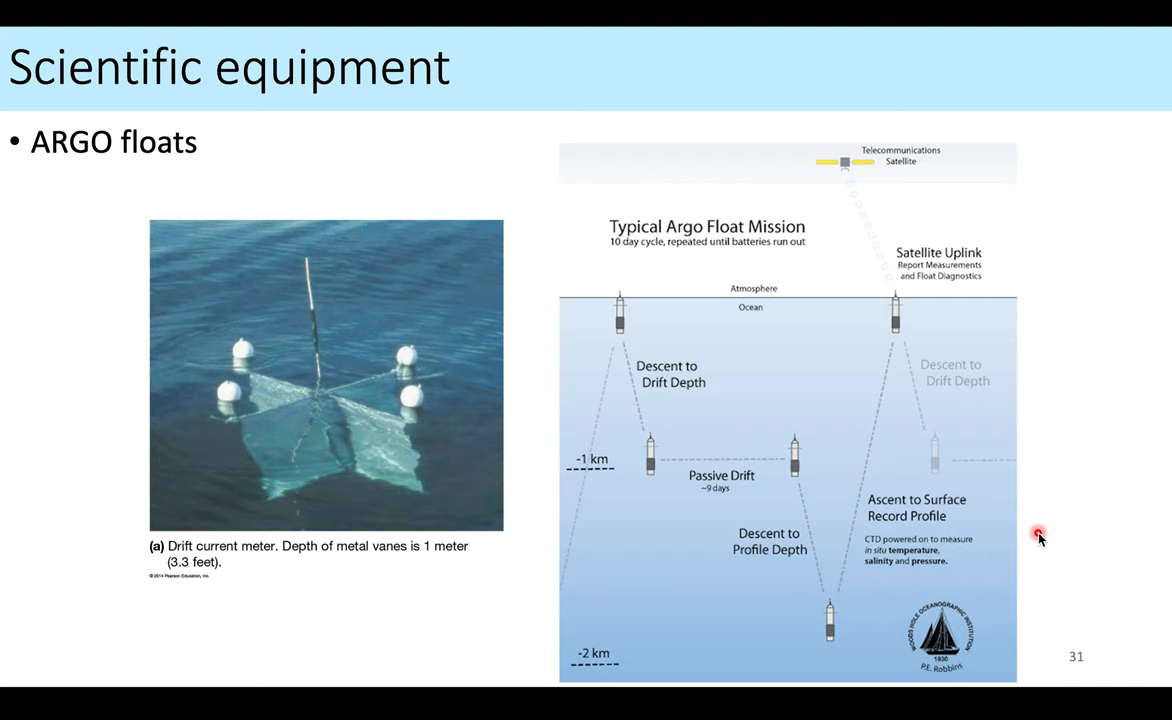 Scientific equipment
• ARGO floats
Telecommunications
Satellite
Typical Argo Float Mission
10 day cycle, repeated until batteries run out
Satellite Uplink
Report Measurements
and Float Diagnostics
Atmosphere
Ocean
Descent to
Drift Depth
Descent to
Drift Depth
-1 km
Passive Drift
~9 days
Ascent to Surface
Record Profile
Descent to
Profile Depth
CTD powered on to measure
in situ temperature,
salinity and pressure.
-2 km
WOODS HOLE OCEANOGRAPHIC INSTITUTION
1930
P.E. Robbins
(a) Drift current meter. Depth of metal vanes is 1 meter
(3.3 feet).
© 2014 Pearson Education, Inc.
31